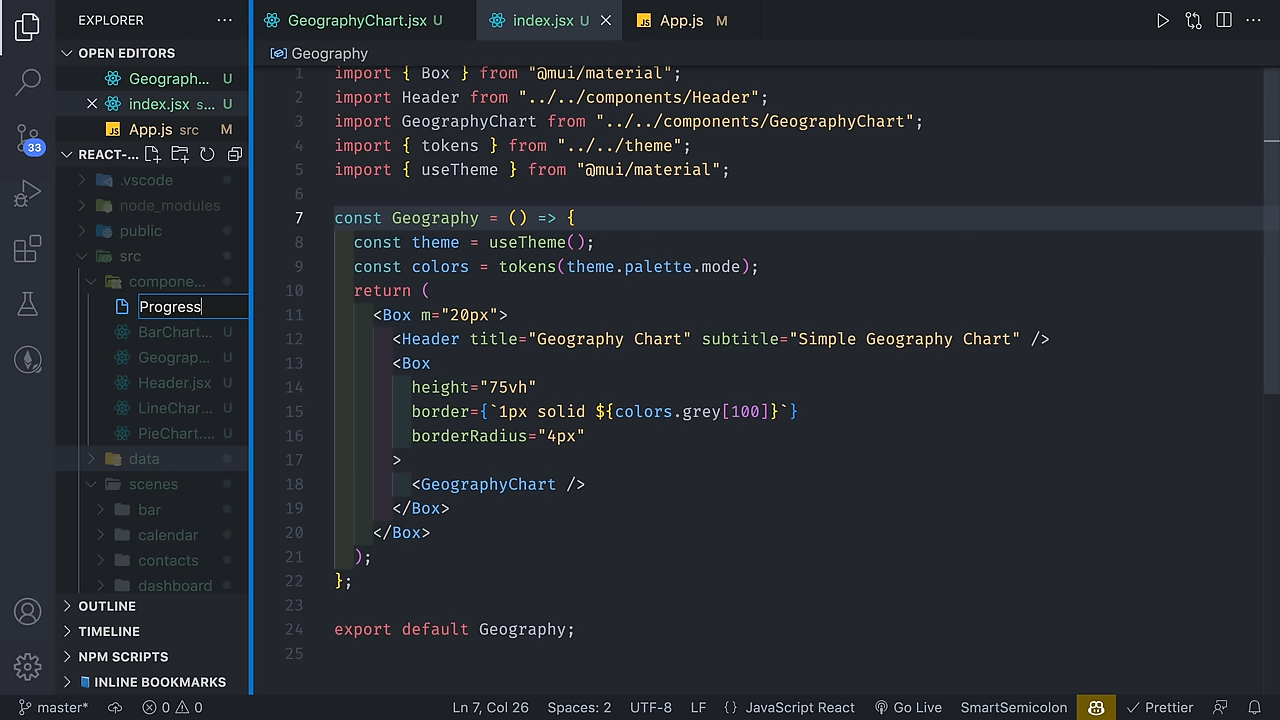 EXPLORER
OPEN EDITORS
Geograph... U
index.jsx s... U
App.js src M
REACT-...
.vscode
node_modules
public
src
compone...
Progress
BarChart... U
Geograp... U
Header.jsx U
LineChar... U
PieChart.... U
data
scenes
bar
calendar
contacts
dashboard
OUTLINE
TIMELINE
NPM SCRIPTS
INLINE BOOKMARKS
33
GeographyChart.jsx U
index.jsx U
JS App.js M
Geography
1 import { Box } from "@mui/material";
2 import Header from "../../components/Header";
3 import GeographyChart from "../../components/GeographyChart";
4 import { tokens } from "../../theme";
5 import { useTheme } from "@mui/material";
6
7 const Geography = () => {
8 const theme = useTheme();
9 const colors = tokens(theme.palette.mode);
10 return (
11 <Box m="20px">
12 <Header title="Geography Chart" subtitle="Simple Geography Chart" />
13 <Box
14 height="75vh"
15 border={`1px solid ${colors.grey[100]}`}
16 borderRadius="4px"
17 >
18 <GeographyChart />
19 </Box>
20 </Box>
21 );
22 };
23
24 export default Geography;
25
master* 0 0 Ln 7, Col 26 Spaces: 2 UTF-8 LF {} JavaScript React Go Live SmartSemicolon Prettier